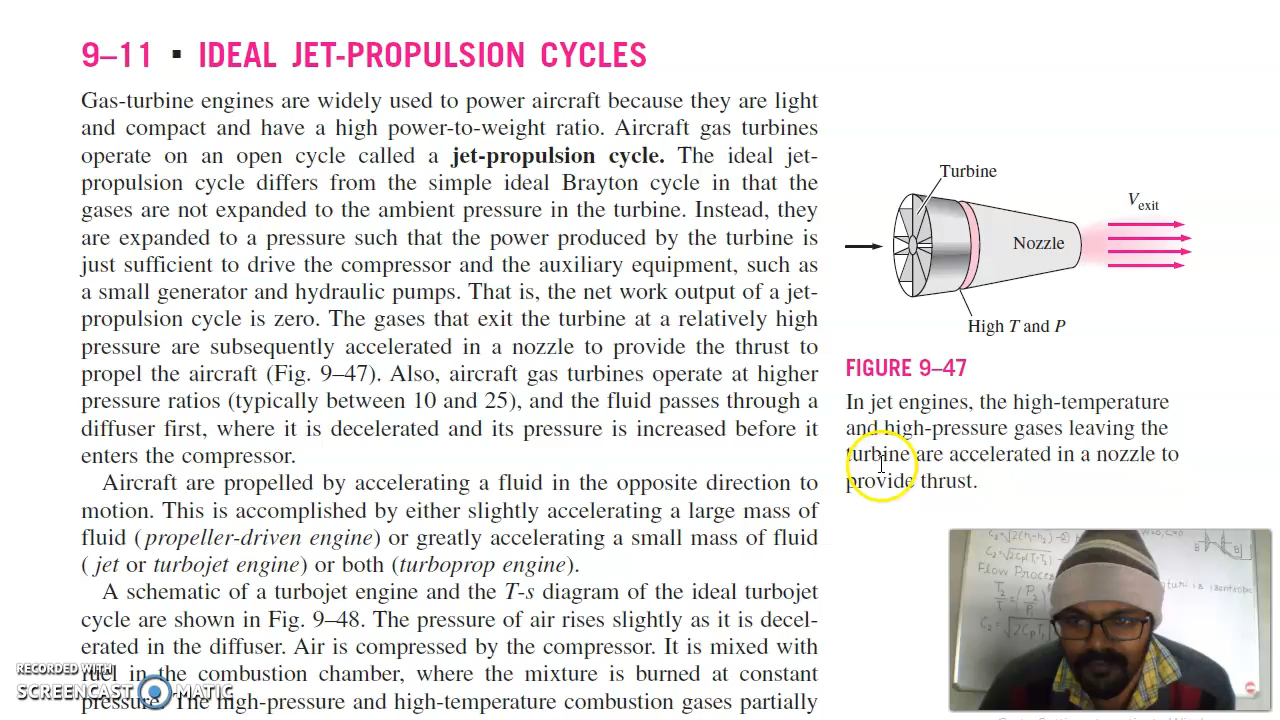 9–11 ▪ IDEAL JET-PROPULSION CYCLES
Gas-turbine engines are widely used to power aircraft because they are light
and compact and have a high power-to-weight ratio. Aircraft gas turbines
operate on an open cycle called a jet-propulsion cycle. The ideal jet-
propulsion cycle differs from the simple ideal Brayton cycle in that the
gases are not expanded to the ambient pressure in the turbine. Instead, they
are expanded to a pressure such that the power produced by the turbine is
just sufficient to drive the compressor and the auxiliary equipment, such as
a small generator and hydraulic pumps. That is, the net work output of a jet-
propulsion cycle is zero. The gases that exit the turbine at a relatively high
pressure are subsequently accelerated in a nozzle to provide the thrust to
propel the aircraft (Fig. 9–47). Also, aircraft gas turbines operate at higher
pressure ratios (typically between 10 and 25), and the fluid passes through a
diffuser first, where it is decelerated and its pressure is increased before it
enters the compressor.
Aircraft are propelled by accelerating a fluid in the opposite direction to
motion. This is accomplished by either slightly accelerating a large mass of
fluid (propeller-driven engine) or greatly accelerating a small mass of fluid
(jet or turbojet engine) or both (turboprop engine).
A schematic of a turbojet engine and the T-s diagram of the ideal turbojet
cycle are shown in Fig. 9–48. The pressure of air rises slightly as it is decel-
erated in the diffuser. Air is compressed by the compressor. It is mixed with
fuel in the combustion chamber, where the mixture is burned at constant
pressure. The high-pressure and high-temperature combustion gases partially
Turbine
Vexit
Nozzle
High T and P
FIGURE 9–47
In jet engines, the high-temperature
and high-pressure gases leaving the
turbine are accelerated in a nozzle to
provide thrust.
RECORDED WITH
SCREENCAST MATIC
Flow Process